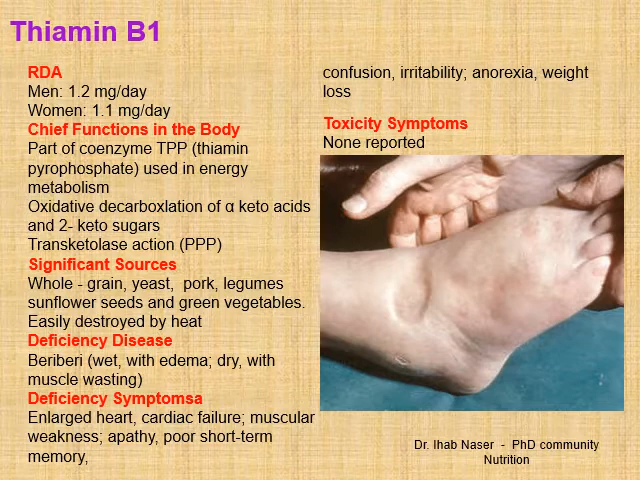 Thiamin B1
RDA
Men: 1.2 mg/day
Women: 1.1 mg/day
Chief Functions in the Body
Part of coenzyme TPP (thiamin
pyrophosphate) used in energy
metabolism
Oxidative decarboxlation of α keto acids
and 2- keto sugars
Transketolase action (PPP)
Significant Sources
Whole - grain, yeast, pork, legumes
sunflower seeds and green vegetables.
Easily destroyed by heat
Deficiency Disease
Beriberi (wet, with edema; dry, with
muscle wasting)
Deficiency Symptomsa
Enlarged heart, cardiac failure; muscular
weakness; apathy, poor short-term
memory,
confusion, irritability; anorexia, weight
loss
Toxicity Symptoms
None reported
Dr. Ihab Naser - PhD community
Nutrition